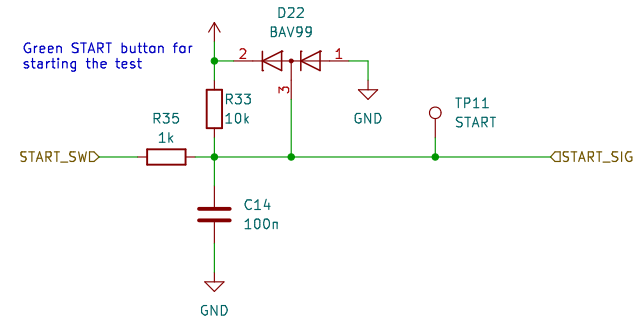 D22
BAV99
Green START button for
starting the test
2
1
3
R33
10k
GND
TP11
START
R35
1k
START_SW
START_SIG
C14
100n
GND